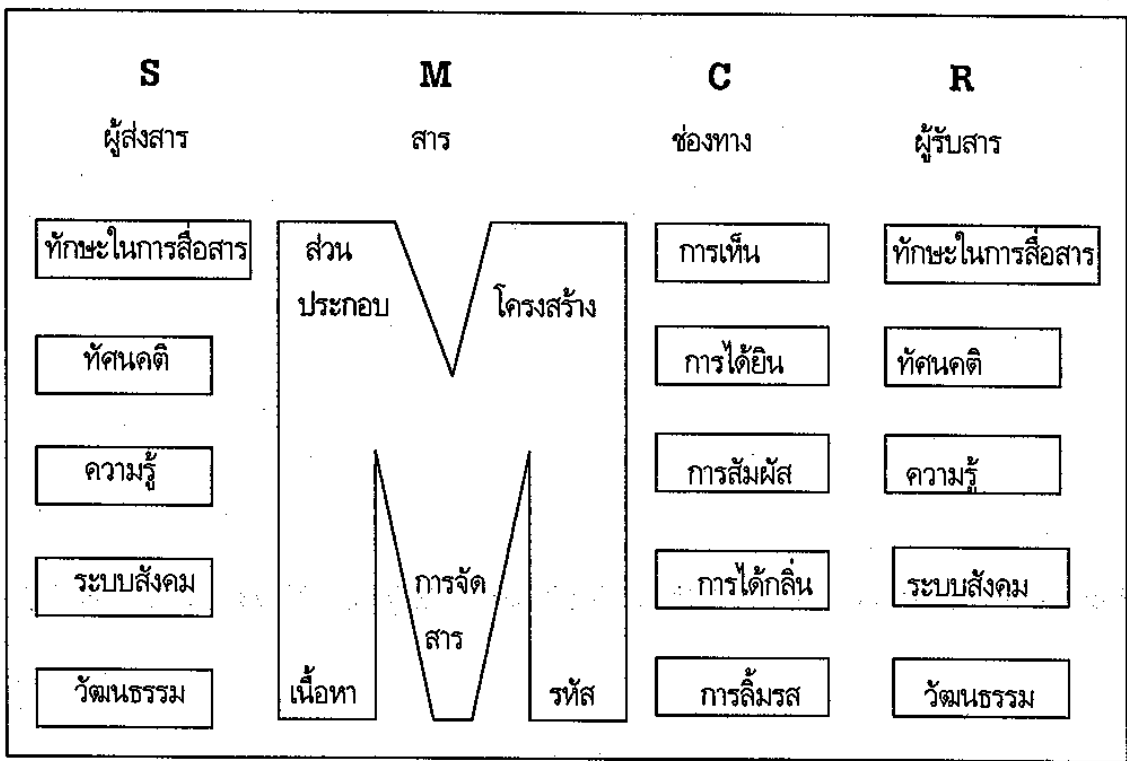 S
M
C
R
ผู้ส่งสาร
สาร
ช่องทาง
ผู้รับสาร
ทักษะในการสื่อสาร
ทัศนคติ
ความรู้
ระบบสังคม
วัฒนธรรม
ส่วน
ประกอบ
โครงสร้าง
การจัด
สาร
เนื้อหา
รหัส
การเห็น
การได้ยิน
การสัมผัส
การได้กลิ่น
การลิ้มรส
ทักษะในการสื่อสาร
ทัศนคติ
ความรู้
ระบบสังคม
วัฒนธรรม